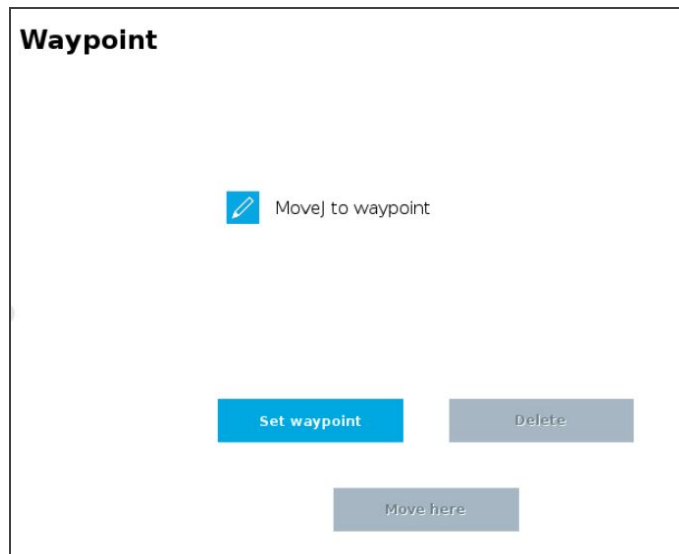 Waypoint
MoveJ to waypoint
Set waypoint
Delete
Move here